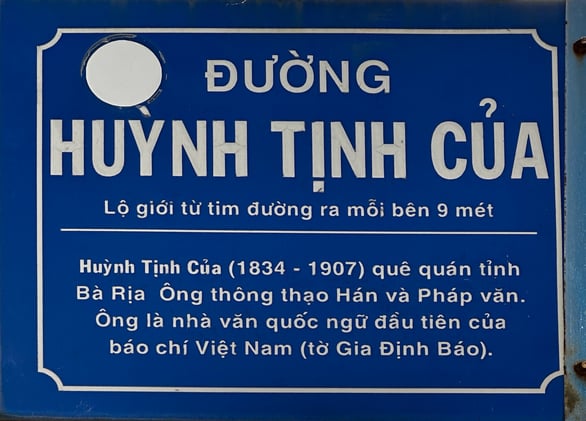 ĐƯỜNG
HUỲNH TỊNH CỦA
Lộ giới từ tim đường ra mỗi bên 9 mét
Huỳnh Tịnh Của (1834 - 1907) quê quán tỉnh
Bà Rịa Ông thông thạo Hán và Pháp văn.
Ông là nhà văn quốc ngữ đầu tiên của
báo chí Việt Nam (tờ Gia Định Báo).